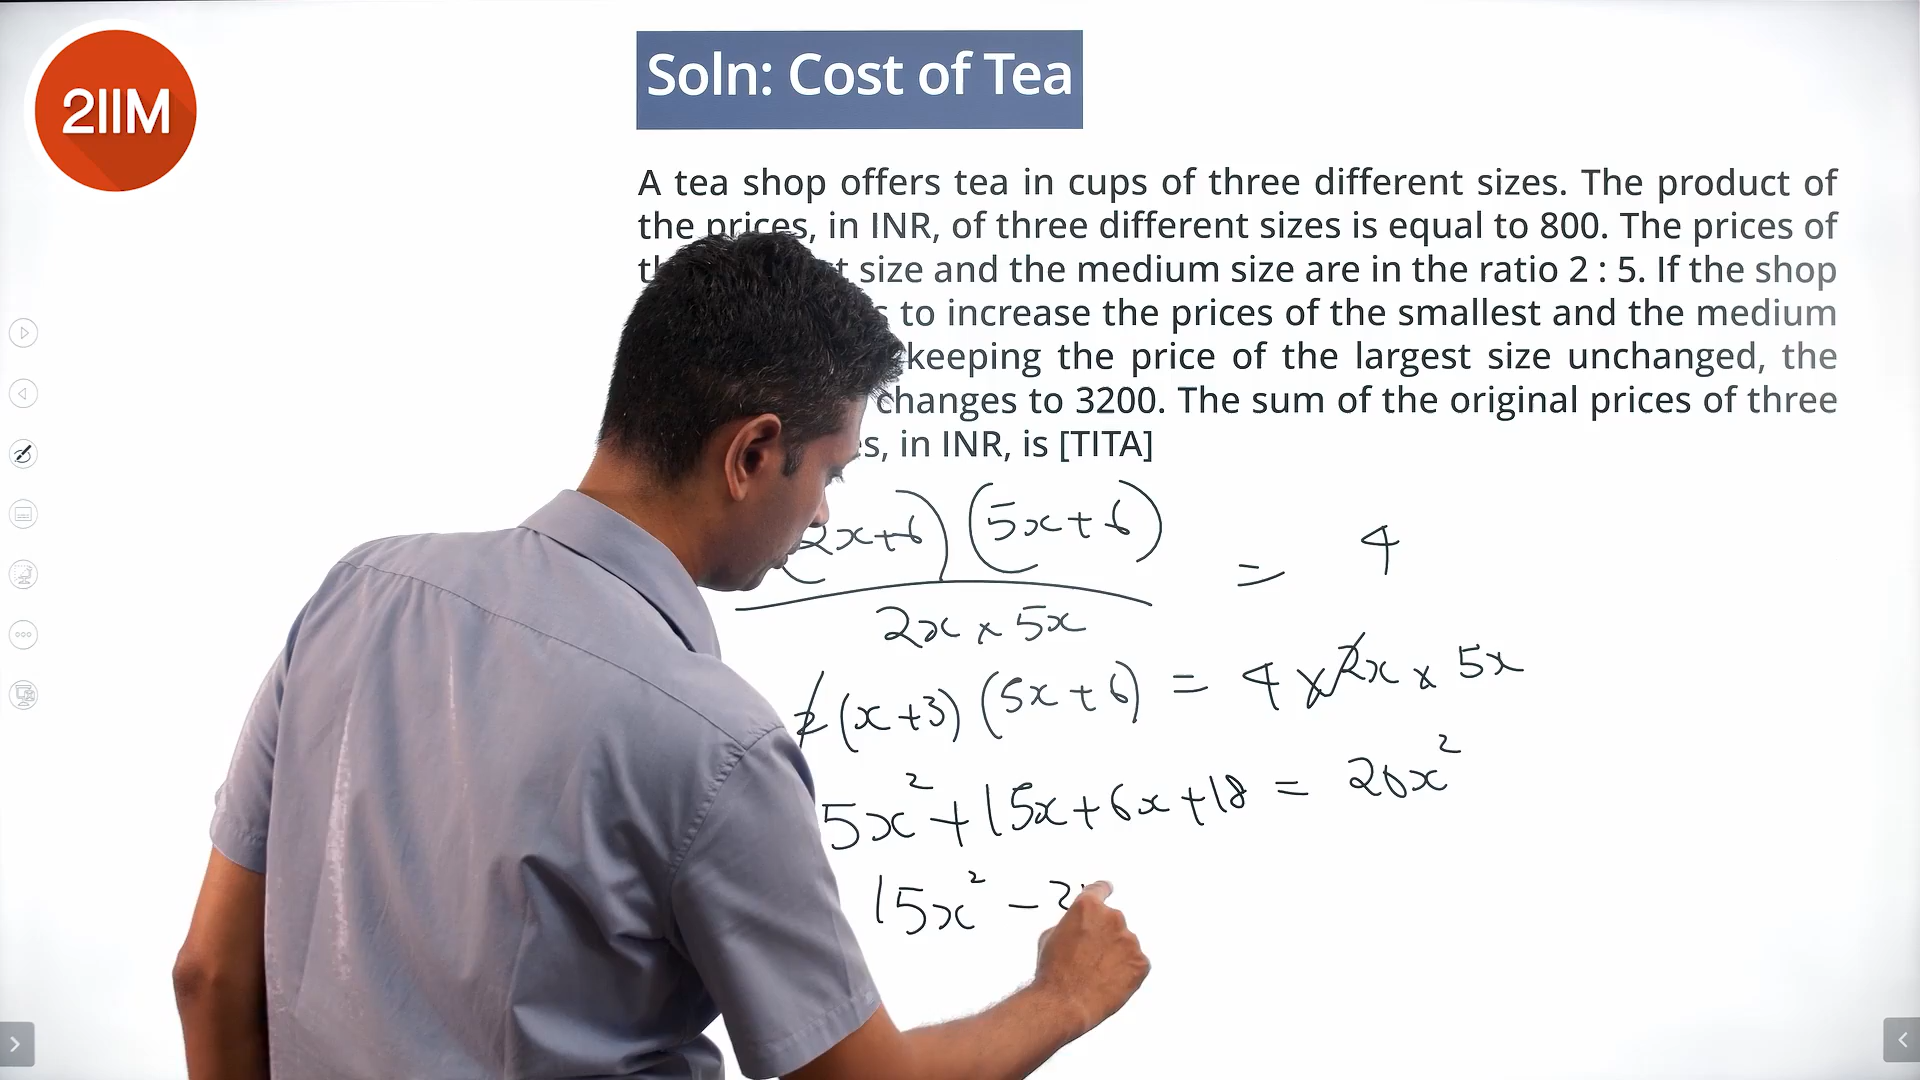 2IIM
Soln: Cost of Tea
A tea shop offers tea in cups of three different sizes. The product of
the prices, in INR, of three different sizes is equal to 800. The prices of
size and the medium size are in the ratio 2 : 5. If the shop
to increase the prices of the smallest and the medium
keeping the price of the largest size unchanged, the
changes to 3200. The sum of the original prices of three
in INR, is [TITA]
2x+6) (5x+6) = 4
2x × 5x
2(x+3) (5x+6) = 4 × 2x × 5x
5x² + 15x + 6x + 18 = 20x²
15x² - 2